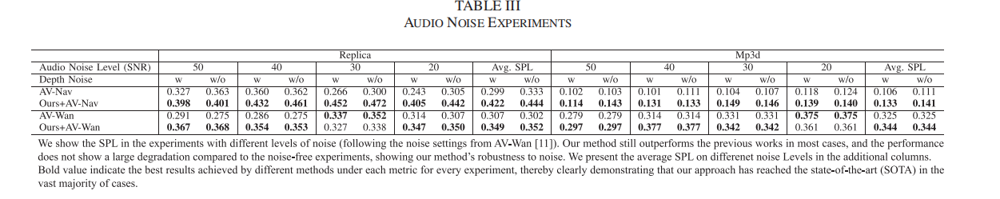 TABLE III
AUDIO NOISE EXPERIMENTS
Replica Mp3d
Audio Noise Level (SNR) 50 40 30 20 Avg. SPL 50 40 30 20 Avg. SPL
Depth Noise w w/o w w/o w w/o w w/o w w/o w w/o w w/o w w/o w w/o w w/o
AV-Nav 0.327 0.363 0.360 0.362 0.266 0.300 0.243 0.305 0.299 0.333 0.102 0.103 0.101 0.111 0.104 0.107 0.118 0.124 0.106 0.111
Ours+AV-Nav 0.398 0.401 0.432 0.461 0.452 0.472 0.405 0.442 0.422 0.444 0.114 0.143 0.131 0.133 0.149 0.146 0.139 0.140 0.133 0.141
AV-Wan 0.291 0.275 0.286 0.275 0.337 0.352 0.314 0.307 0.307 0.302 0.279 0.279 0.314 0.314 0.331 0.331 0.375 0.375 0.325 0.325
Ours+AV-Wan 0.367 0.368 0.354 0.353 0.327 0.338 0.347 0.350 0.349 0.352 0.297 0.297 0.377 0.377 0.342 0.342 0.361 0.361 0.344 0.344
We show the SPL in the experiments with different levels of noise (following the noise settings from AV-Wan [11]). Our method still outperforms the previous works in most cases, and the performance
does not show a large degradation compared to the noise-free experiments, showing our method's robustness to noise. We present the average SPL on differenet noise Levels in the additional columns.
Bold value indicate the best results achieved by different methods under each metric for every experiment, thereby clearly demonstrating that our approach has reached the state-of-the-art (SOTA) in the
vast majority of cases.